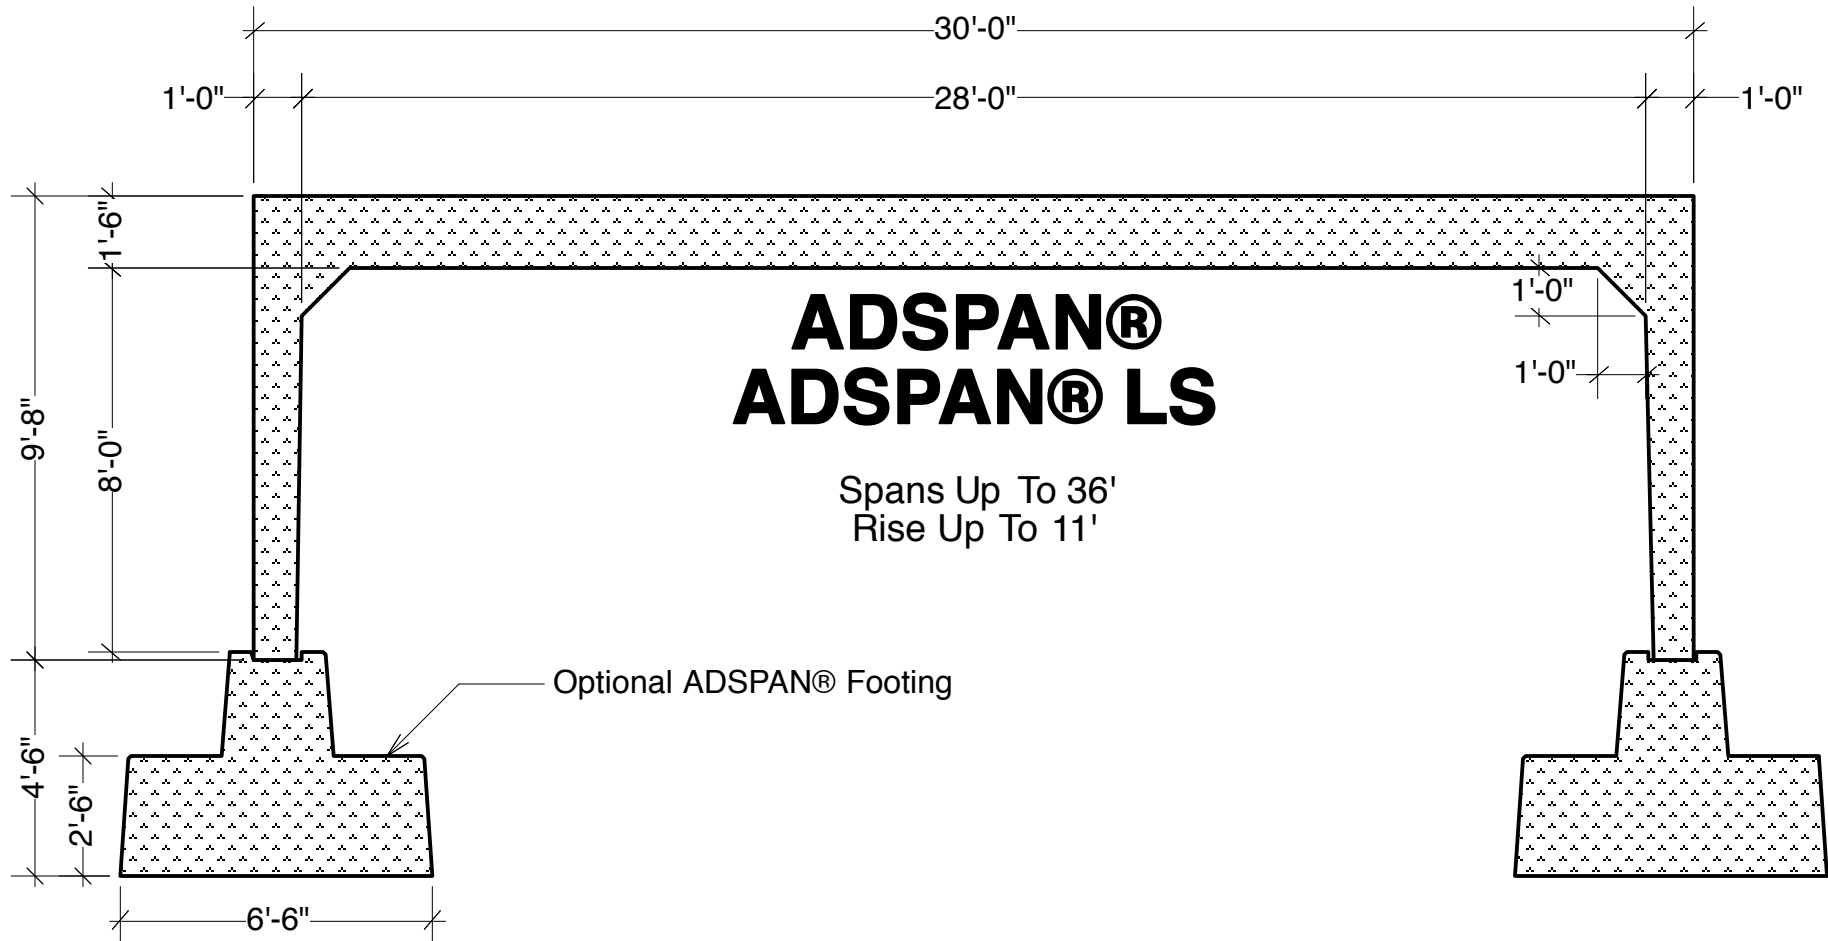 30'-0"
1'-0"
28'-0"
1'-0"
1'-6"
9'-8"
8'-0"
ADSPAN®
ADSPAN® LS
1'-0"
1'-0"
Spans Up To 36'
Rise Up To 11'
Optional ADSPAN® Footing
4'-6"
2'-6"
6'-6"